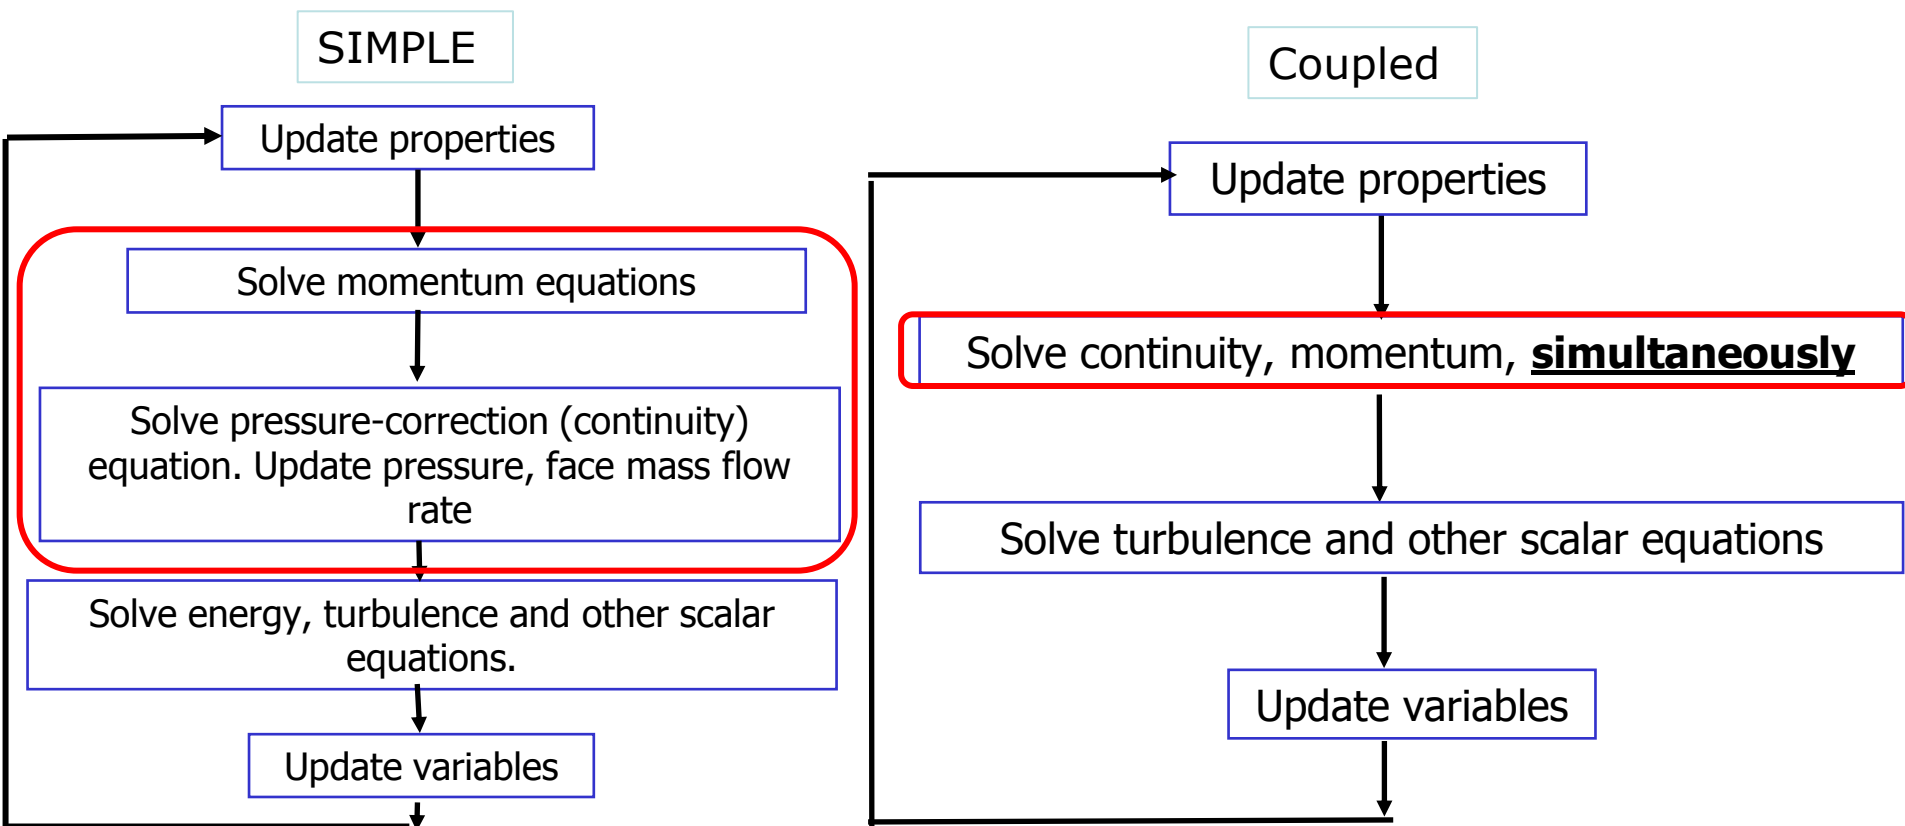 SIMPLE
Update properties
Solve momentum equations
Solve pressure-correction (continuity)
equation. Update pressure, face mass flow
rate
Solve energy, turbulence and other scalar
equations.
Update variables
Coupled
Update properties
Solve continuity, momentum, simultaneously
Solve turbulence and other scalar equations
Update variables